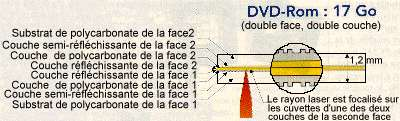 DVD-Rom : 17 Go
(double face, double couche)
Substrat de polycarbonate de la face2
Couche semi-réfléchissante de la face 2
Couche de polycarbonate de la face 2
Couche réfléchissante de la face 2
Couche réfléchissante de la face 1
Couche de polycarbonate de la face 1
Couche semi-réfléchissante de la face 1
Substrat de polycarbonate de la face 1
1,2 mm
Le rayon laser est focalisé sur
les cuvettes d'une des deux
couches de la seconde face